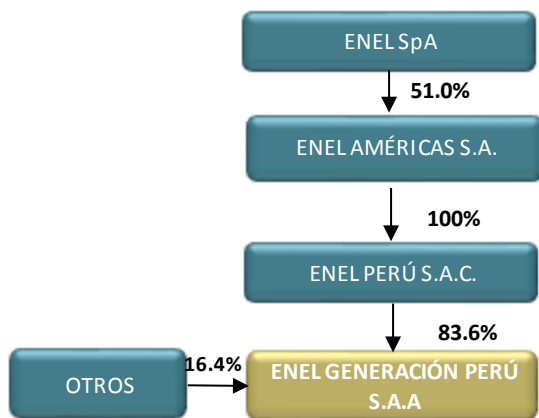 ENEL SpA
51.0%
ENEL AMÉRICAS S.A.
100%
ENEL PERÚ S.A.C.
83.6%
OTROS
16.4%
ENEL GENERACIÓN PERÚ
S.A.A